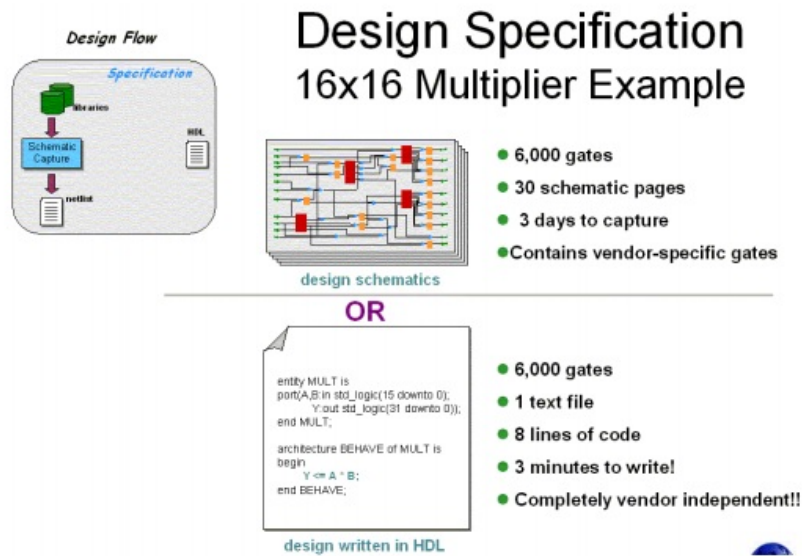 Design Flow
Specification
libraries
HDL
Schematic
Capture
netlist
Design Specification
16x16 Multiplier Example
6,000 gates
30 schematic pages
3 days to capture
Contains vendor-specific gates
design schematics
OR
entity MULT is
port(A,B:in std_logic(15 downto 0);
Y:out std_logic(31 downto 0));
end MULT;
architecture BEHAVE of MULT is
begin
Y <= A * B;
end BEHAVE;
design written in HDL
6,000 gates
1 text file
8 lines of code
3 minutes to write!
Completely vendor independent!!